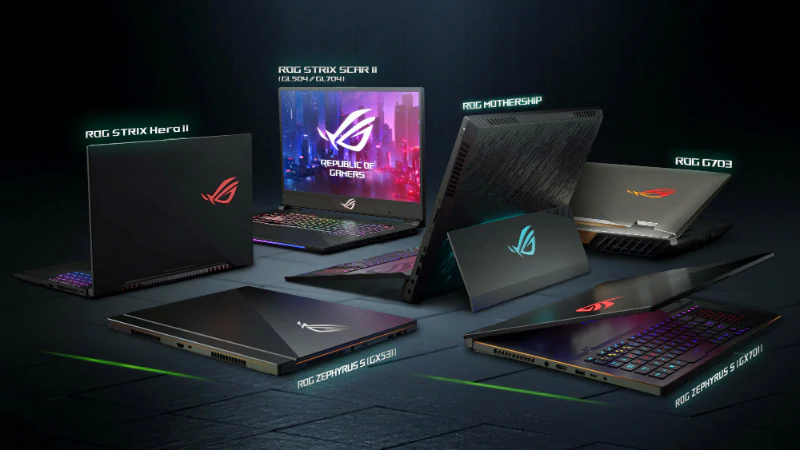 ROG STRIX SCAR II
(GL504/GL704)
ROG MOTHERSHIP
ROG STRIX Hero II
ROG G703
REPUBLIC OF
GAMERS
ROG ZEPHYRUS S (GX531)
ROG ZEPHYRUS S (GX701)